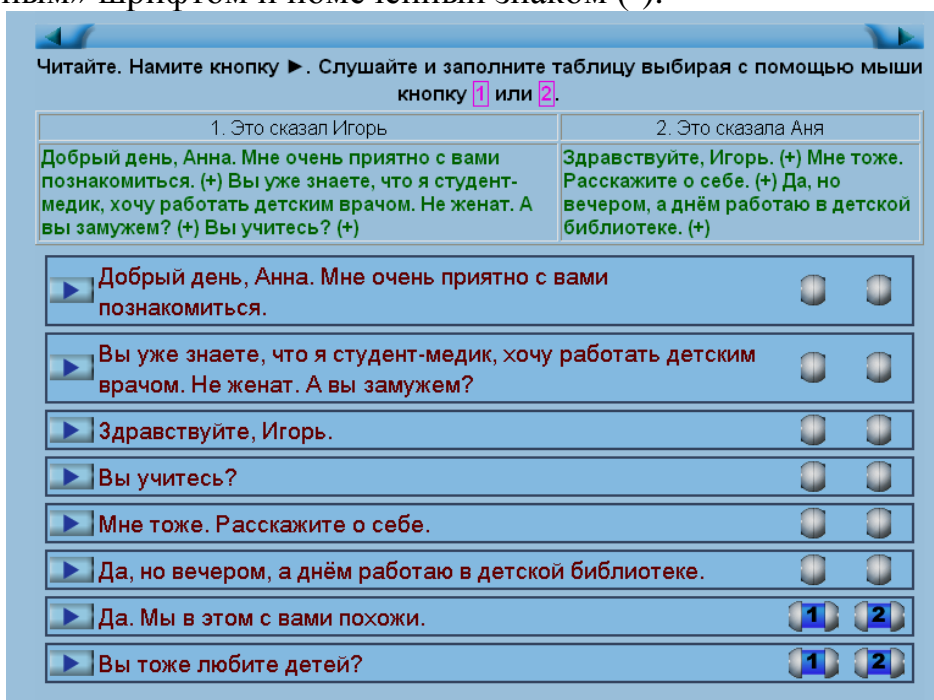 ным» шрифтом и помеченный знаком (+).
Читайте. Намите кнопку ►. Слушайте и заполните таблицу выбирая с помощью мыши
кнопку 1 или 2.
1. Это сказал Игорь
2. Это сказала Аня
Добрый день, Анна. Мне очень приятно с вами
познакомиться. (+) Вы уже знаете, что я студент-
медик, хочу работать детским врачом. Не женат. А
вы замужем? (+) Вы учитесь? (+)
Здравствуйте, Игорь. (+) Мне тоже.
Расскажите о себе. (+) Да, но
вечером, а днём работаю в детской
библиотеке. (+)
Добрый день, Анна. Мне очень приятно с вами
познакомиться.
Вы уже знаете, что я студент-медик, хочу работать детским
врачом. Не женат. А вы замужем?
Здравствуйте, Игорь.
Вы учитесь?
Мне тоже. Расскажите о себе.
Да, но вечером, а днём работаю в детской библиотеке.
Да. Мы в этом с вами похожи. 1 2
Вы тоже любите детей? 1 2